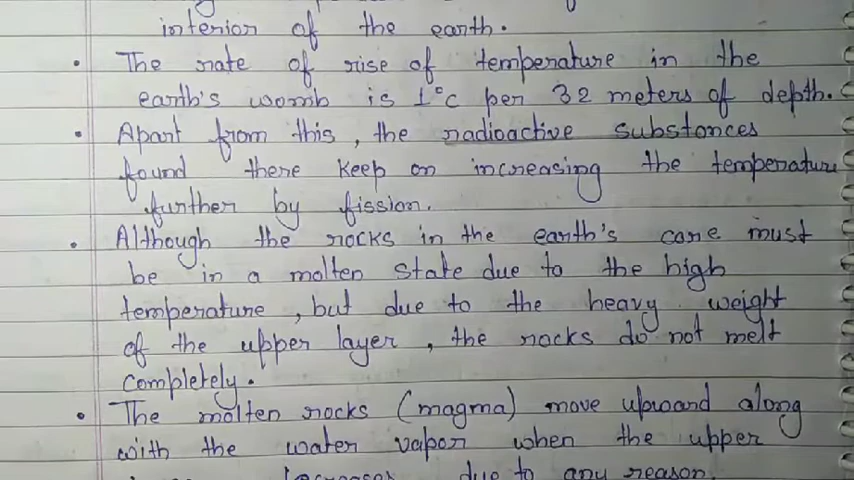 interior of the earth.
• The rate of rise of temperature in the
earth's womb is 1°c per 32 meters of depth.
• Apart from this, the radioactive substances
found there keep on increasing the temperature
further by fission.
• Although the rocks in the earth's core must
be in a molten state due to the high
temperature, but due to the heavy weight
of the upper layer, the rocks do not melt
completely.
• The molten rocks (magma) move upward along
with the water vapor when the upper
due to any reason.